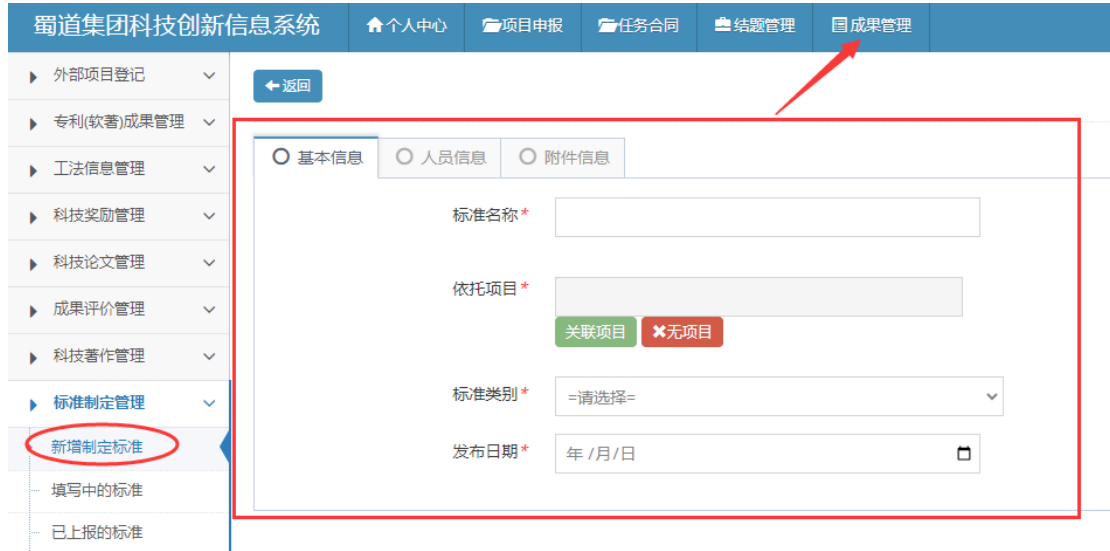 蜀道集团科技创新信息系统 个人中心 项目申报 任务合同 结题管理 成果管理
外部项目登记
专利(软著)成果管理
工法信息管理
科技奖励管理
科技论文管理
成果评价管理
科技著作管理
标准制定管理
新增制定标准
填写中的标准
已上报的标准
返回
基本信息 人员信息 附件信息
标准名称*
依托项目*
关联项目 无项目
标准类别* =请选择=
发布日期* 年 /月/日